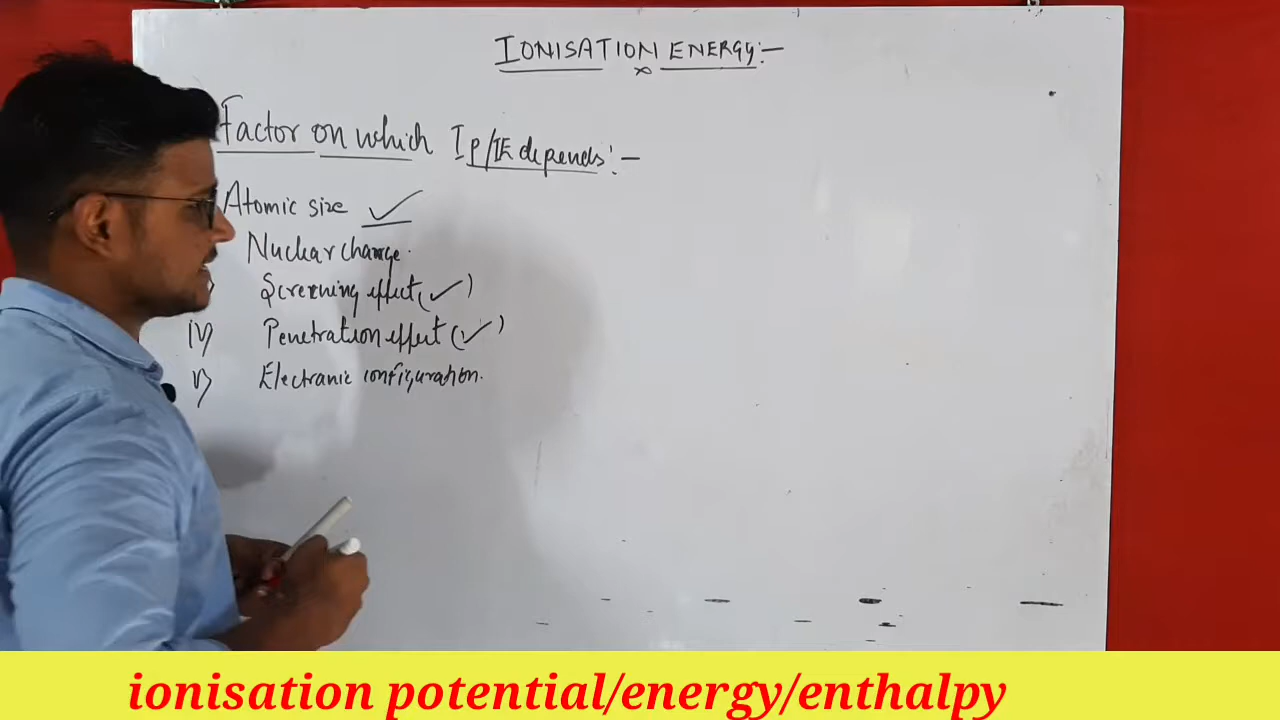 IONISATION ENERGY:-
Factor on which IP/IE depends:-
Atomic size ✓
Nuclear charge.
Screening effect (✓)
IV) Penetration effect (✓)
V) Electronic configuration.
ionisation potential/energy/enthalpy